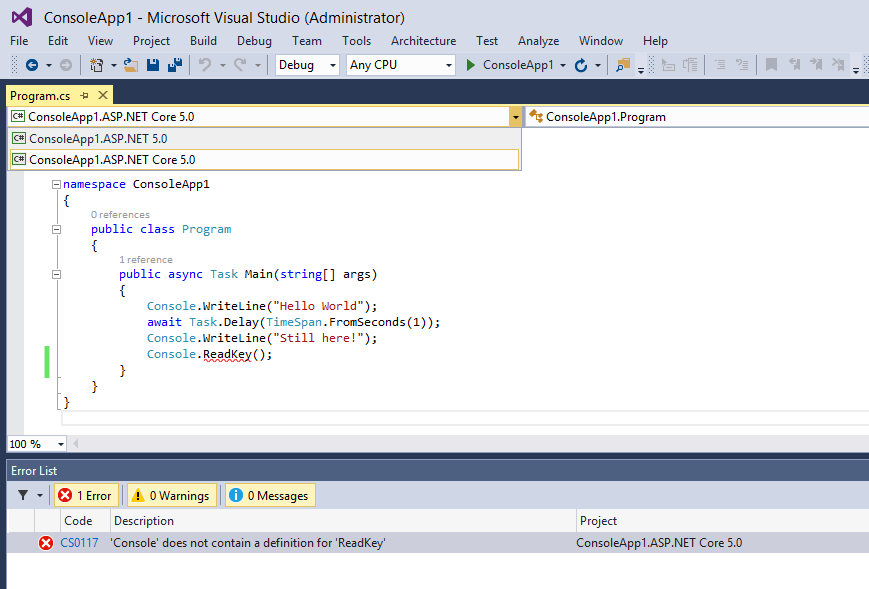 ConsoleApp1 - Microsoft Visual Studio (Administrator)
File Edit View Project Build Debug Team Tools Architecture Test Analyze Window Help
Debug Any CPU ConsoleApp1
Program.cs
C# ConsoleApp1.ASP.NET Core 5.0 ConsoleApp1.Program
C# ConsoleApp1.ASP.NET 5.0
C# ConsoleApp1.ASP.NET Core 5.0
namespace ConsoleApp1
{
0 references
public class Program
{
1 reference
public async Task Main(string[] args)
{
Console.WriteLine("Hello World");
await Task.Delay(TimeSpan.FromSeconds(1));
Console.WriteLine("Still here!");
Console.ReadKey();
}
}
}
100 %
Error List
1 Error 0 Warnings 0 Messages
Code Description Project
CS0117 'Console' does not contain a definition for 'ReadKey' ConsoleApp1.ASP.NET Core 5.0